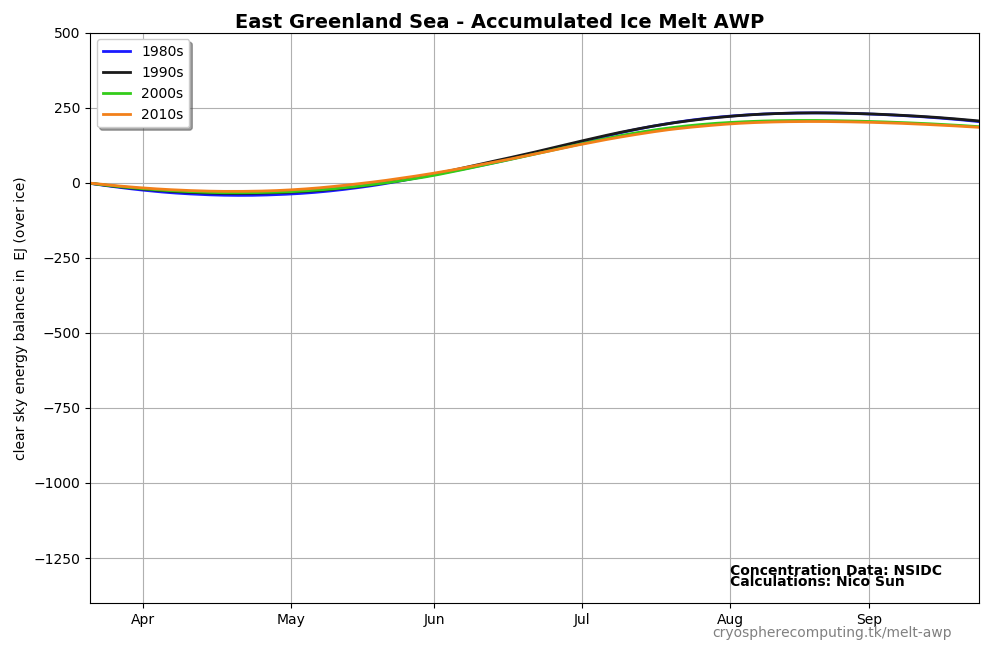 East Greenland Sea - Accumulated Ice Melt AWP
500
250
0
−250
−500
−750
−1000
−1250
clear sky energy balance in  EJ (over ice)
1980s
1990s
2000s
2010s
Concentration Data: NSIDC
Calculations: Nico Sun
Apr
May
Jun
Jul
Aug
Sep
cryospherecomputing.tk/melt-awp